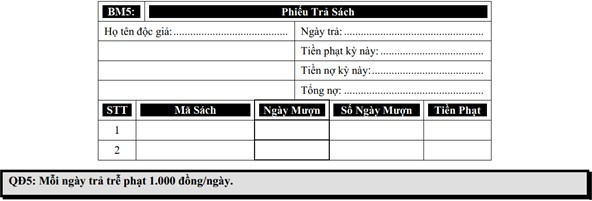 BM5: Phiếu Trả Sách
Họ tên độc giả: ........................................ Ngày trả: .................................................
Tiền phạt kỳ này: .....................................
Tiền nợ kỳ này: .......................................
Tổng nợ: .................................................
STT Mã Sách Ngày Mượn Số Ngày Mượn Tiền Phạt
1
2
QĐ5: Mỗi ngày trả trễ phạt 1.000 đồng/ngày.